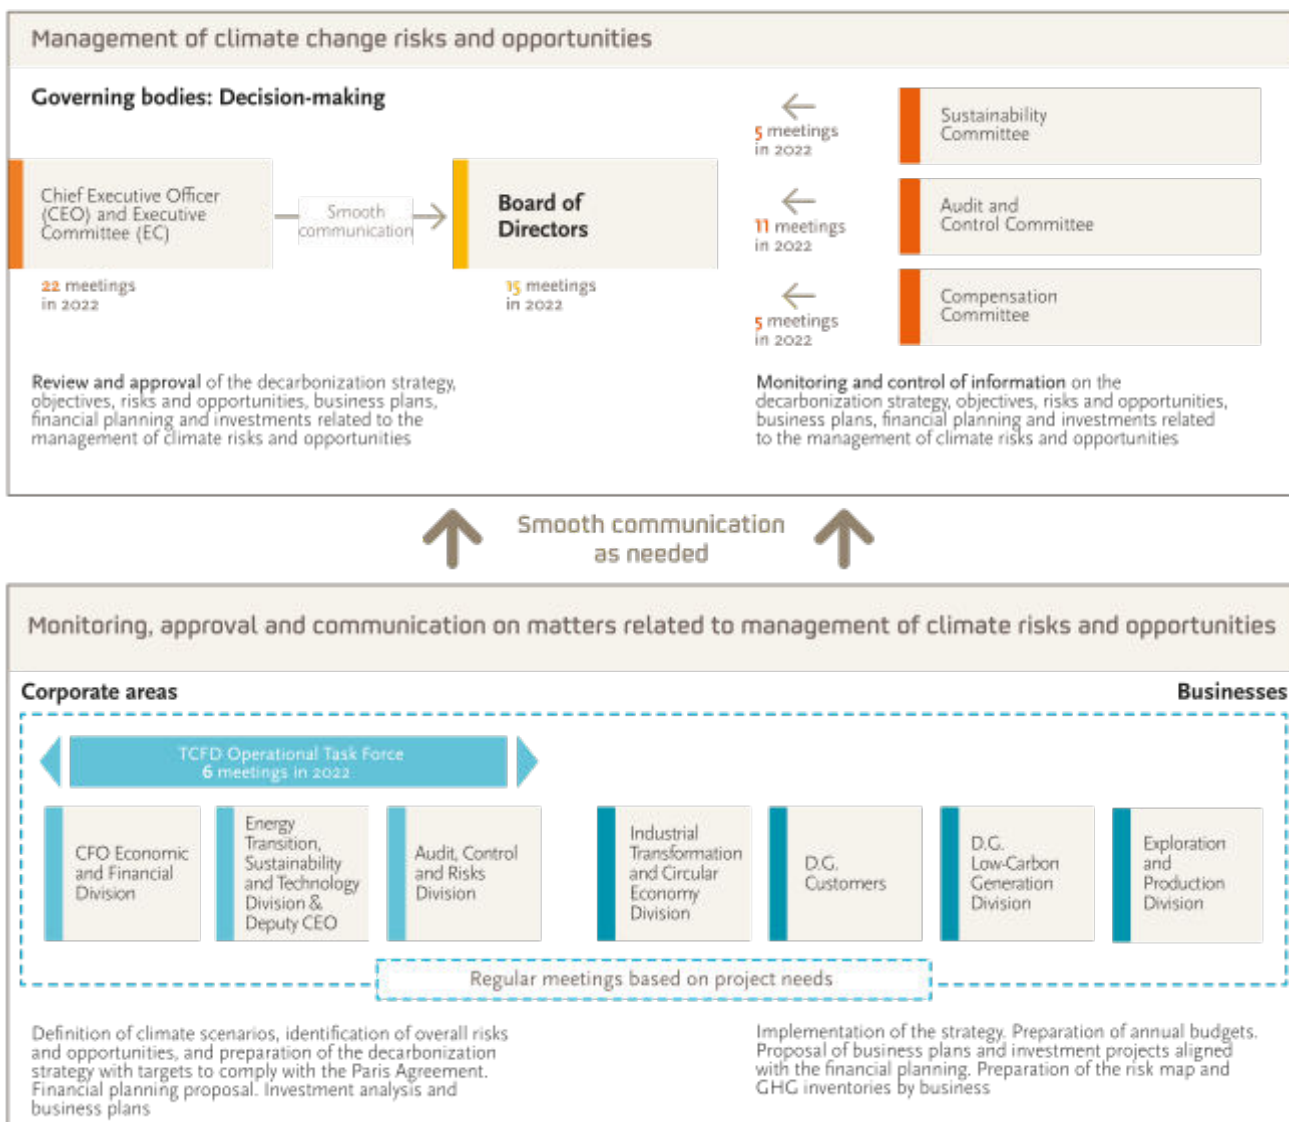 Management of climate change risks and opportunities
Governing bodies: Decision-making
Chief Executive Officer
(CEO) and Executive
Committee (EC)
22 meetings
in 2022
Smooth
communication
Board of
Directors
15 meetings
in 2022
5 meetings
in 2022
Sustainability
Committee
11 meetings
in 2022
Audit and
Control Committee
5 meetings
in 2022
Compensation
Committee
Review and approval of the decarbonization strategy,
objectives, risks and opportunities, business plans,
financial planning and investments related to the
management of climate risks and opportunities
Monitoring and control of information on the
decarbonization strategy, objectives, risks and opportunities,
business plans, financial planning and investments related
to the management of climate risks and opportunities
Smooth communication
as needed
Monitoring, approval and communication on matters related to management of climate risks and opportunities
Corporate areas
Businesses
TCFD Operational Task Force
6 meetings in 2022
CFO Economic
and Financial
Division
Energy
Transition,
Sustainability
and Technology
Division &
Deputy CEO
Audit, Control
and Risks
Division
Industrial
Transformation
and Circular
Economy
Division
D.G.
Customers
D.G.
Low-Carbon
Generation
Division
Exploration
and
Production
Division
Regular meetings based on project needs
Definition of climate scenarios, identification of overall risks
and opportunities, and preparation of the decarbonization
strategy with targets to comply with the Paris Agreement.
Financial planning proposal. Investment analysis and
business plans
Implementation of the strategy. Preparation of annual budgets.
Proposal of business plans and investment projects aligned
with the financial planning. Preparation of the risk map and
GHG inventories by business